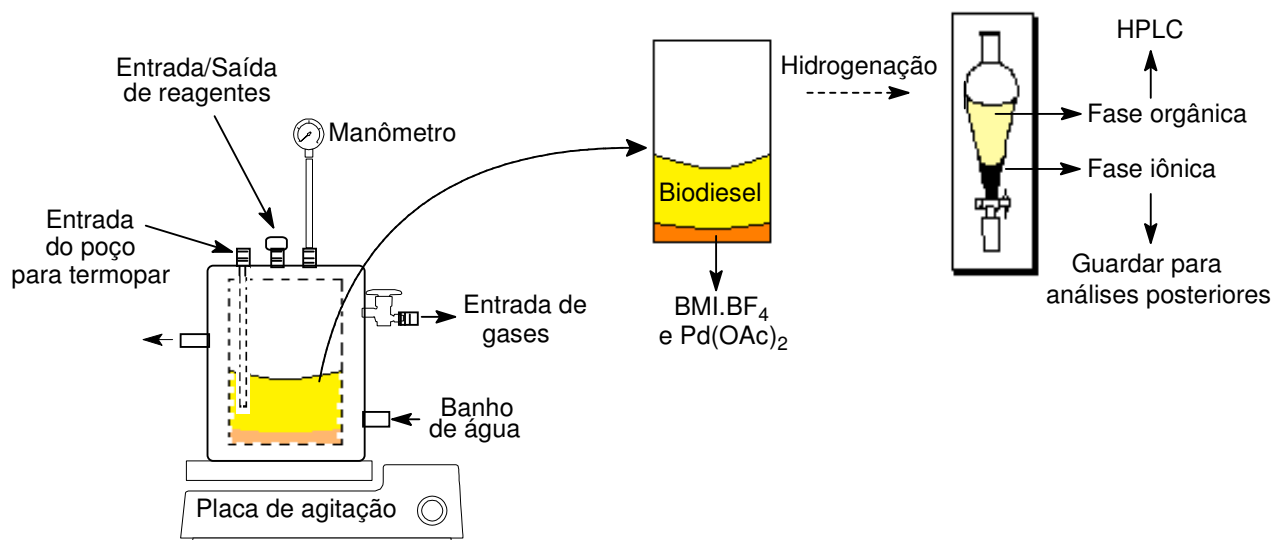 Entrada/Saída
de reagentes
Manômetro
Entrada
do poço
para termopar
Entrada de
gases
Banho
de água
Placa de agitação
Biodiesel
BMI.BF4
e Pd(OAc)2
Hidrogenação
HPLC
Fase orgânica
Fase iônica
Guardar para
análises posteriores